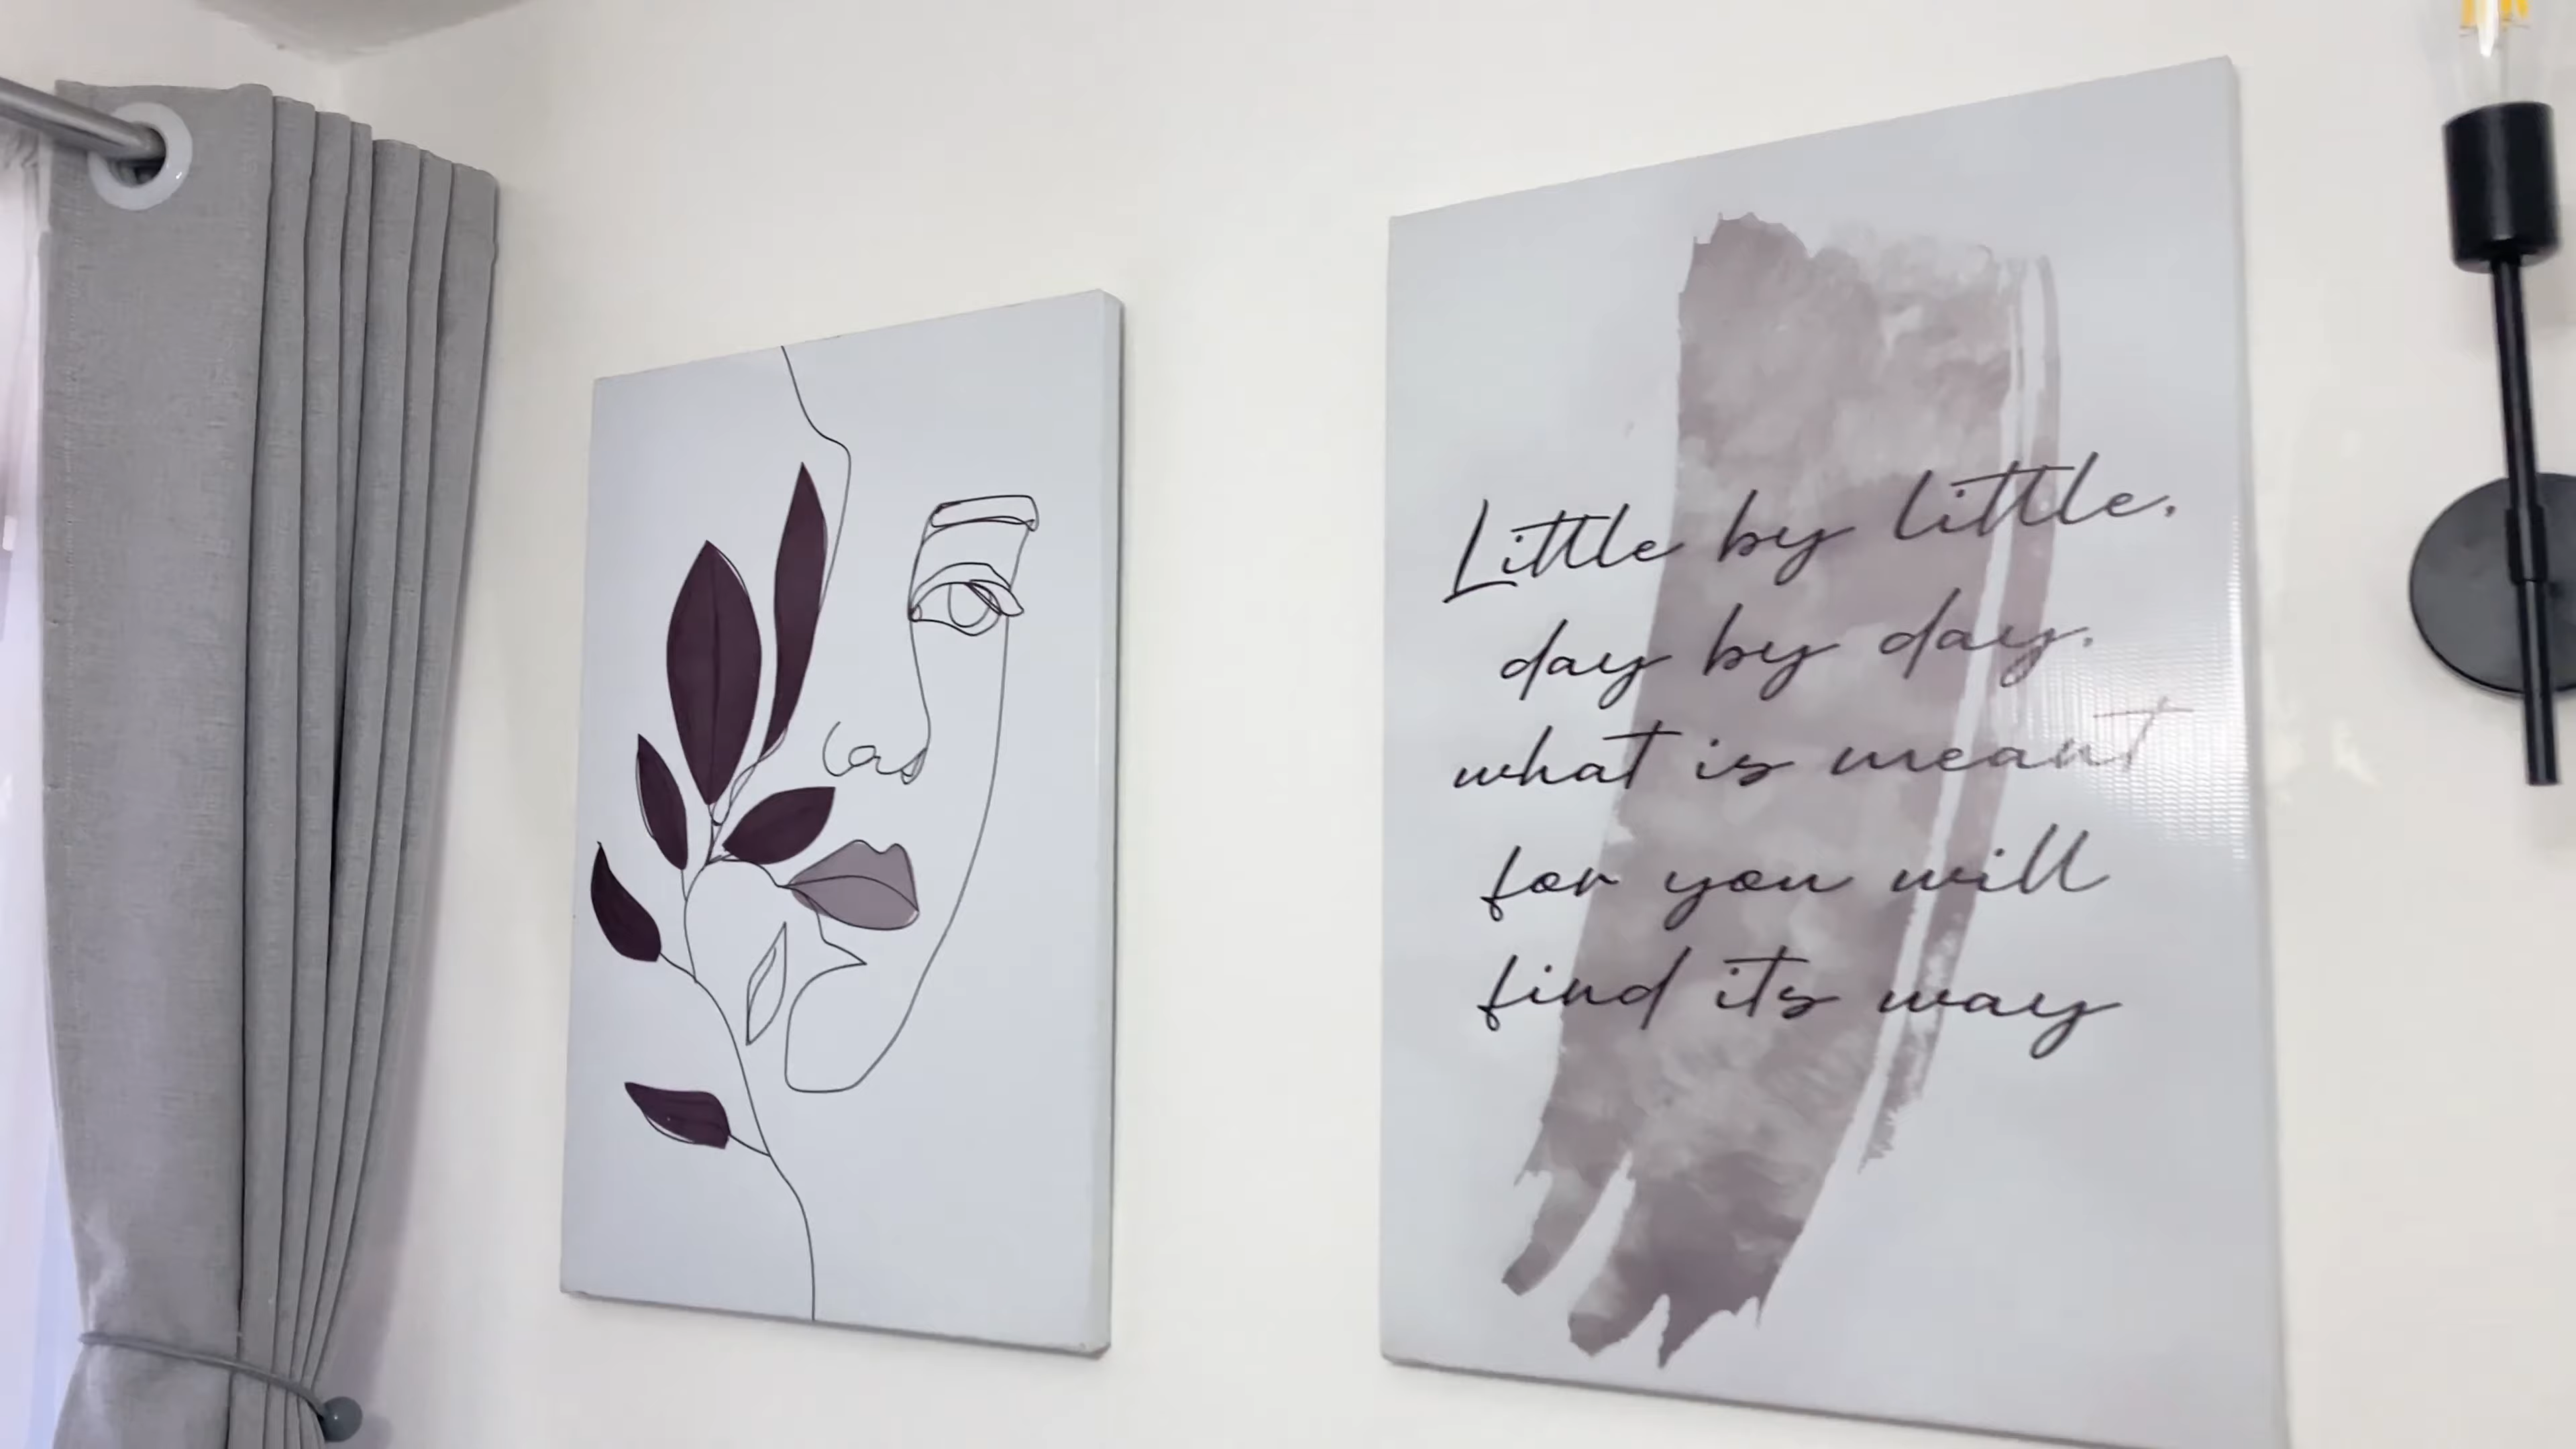 Little by little,
day by day,
what is meant
for you will
find its way